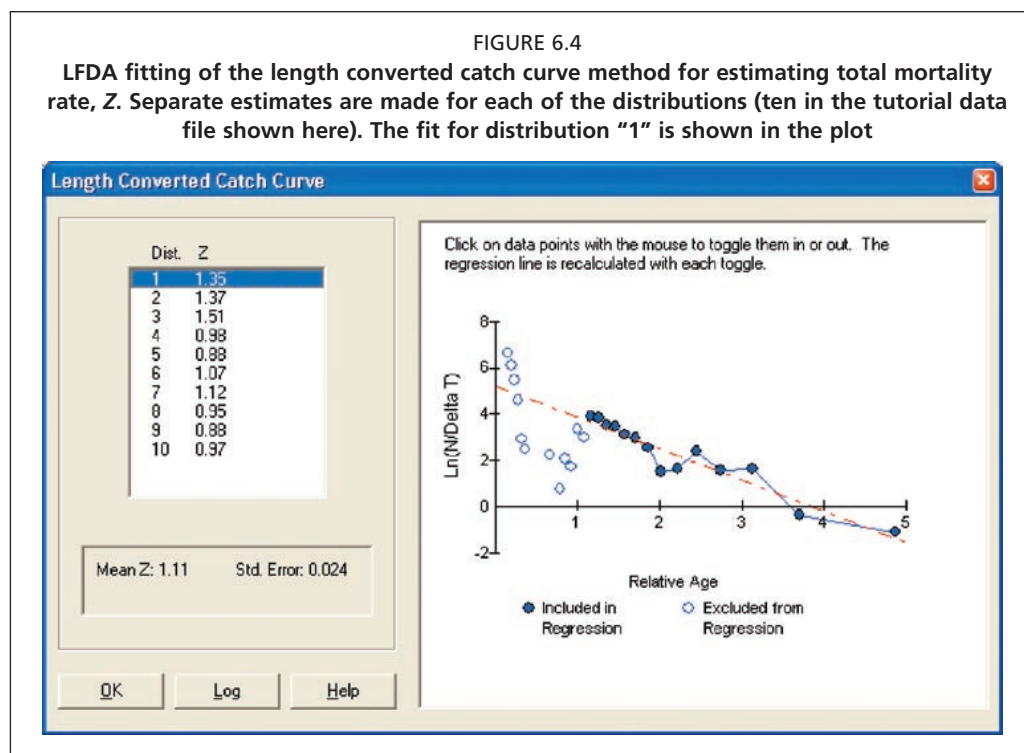 FIGURE 6.4
LFDA fitting of the length converted catch curve method for estimating total mortality
rate, Z. Separate estimates are made for each of the distributions (ten in the tutorial data
file shown here). The fit for distribution “1” is shown in the plot
Length Converted Catch Curve
Dist. Z
1 1.35
2 1.37
3 1.51
4 0.98
5 0.88
6 1.07
7 1.12
8 0.95
9 0.88
10 0.97
Mean Z: 1.11 Std. Error: 0.024
OK Log Help
Click on data points with the mouse to toggle them in or out. The
regression line is recalculated with each toggle.
Ln(N/Delta T)
8
6
4
2
0
-2
1 2 3 4 5
Relative Age
Included in Excluded from
Regression Regression